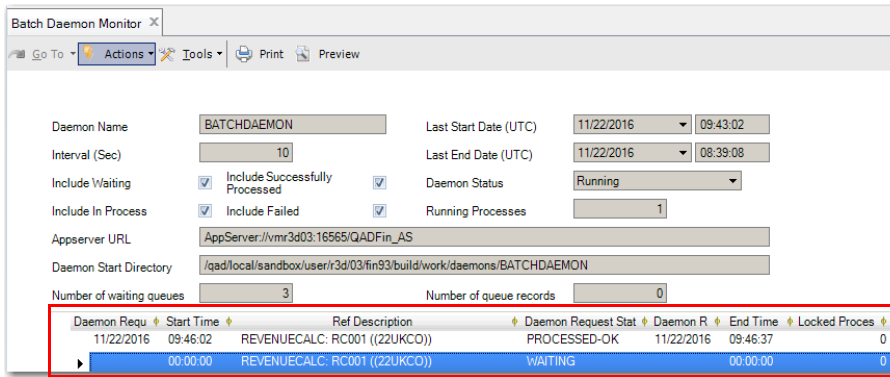 Batch Daemon Monitor
Go To Actions Tools Print Preview
Daemon Name BATCHDAEMON Last Start Date (UTC) 11/22/2016 09:43:02
Interval (Sec) 10 Last End Date (UTC) 11/22/2016 08:39:08
Include Waiting Include Successfully Processed Daemon Status Running
Include In Process Include Failed Running Processes 1
Appserver URL AppServer://vmr3d03:16565/QADFin_AS
Daemon Start Directory /qad/local/sandbox/user/r3d/03/fin93/build/work/daemons/BATCHDAEMON
Number of waiting queues 3 Number of queue records 0
Daemon Requ Start Time Ref Description Daemon Request Stat Daemon R End Time Locked Proces
11/22/2016 09:46:02 REVENUECALC: RC001 ((22UKCO)) PROCESSED-OK 11/22/2016 09:46:37 0
00:00:00 REVENUECALC: RC001 ((22UKCO)) WAITING 00:00:00 0